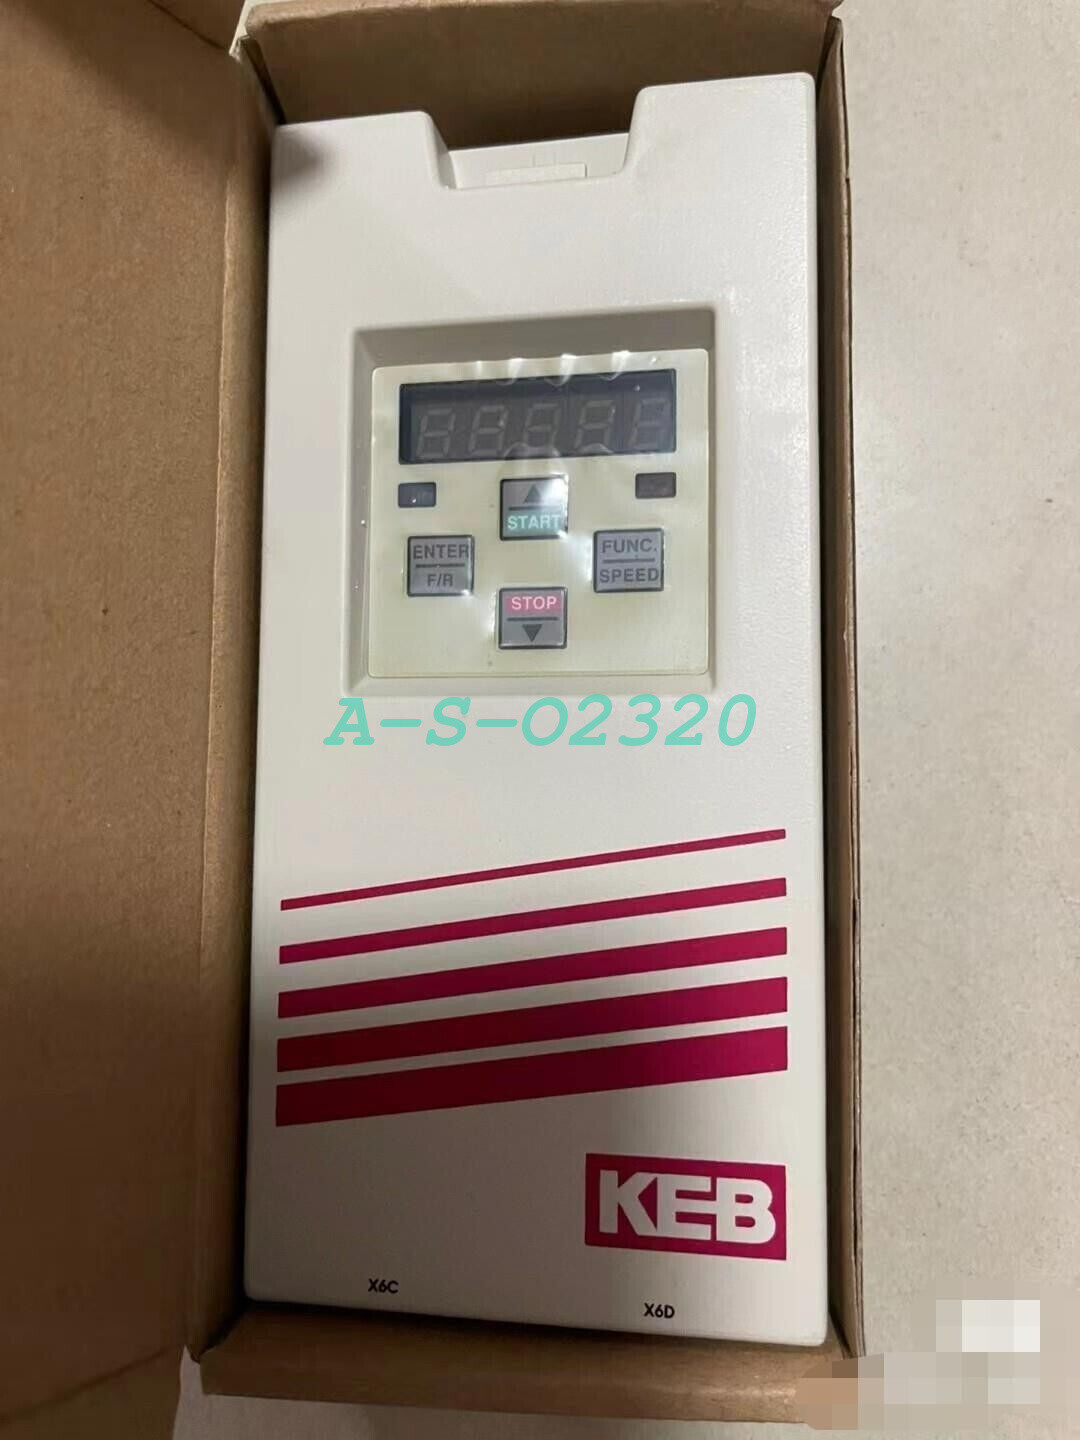 START
ENTER
F/R
FUNC.
SPEED
STOP
A-S-O2320
KEB
X6C
X6D